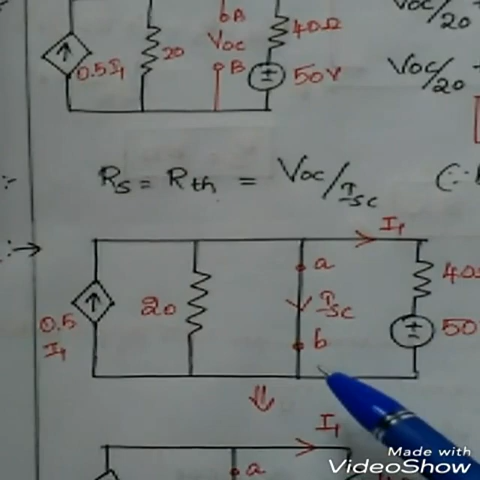 A
Voc
B
20
0.5I₁
40Ω
50V
Voc/20
Voc/20
Rs = Rth = Voc/Isc
I₁
a
Isc
b
20
0.5
I₁
40
50
I₁
a
Made with
VideoShow